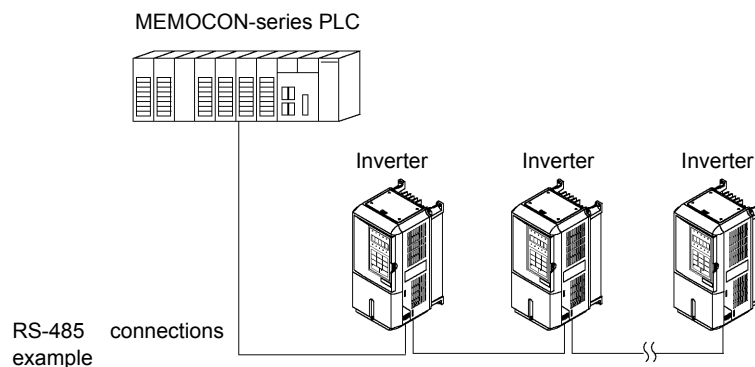 MEMOCON-series PLC
Inverter Inverter Inverter
RS-485 connections
example